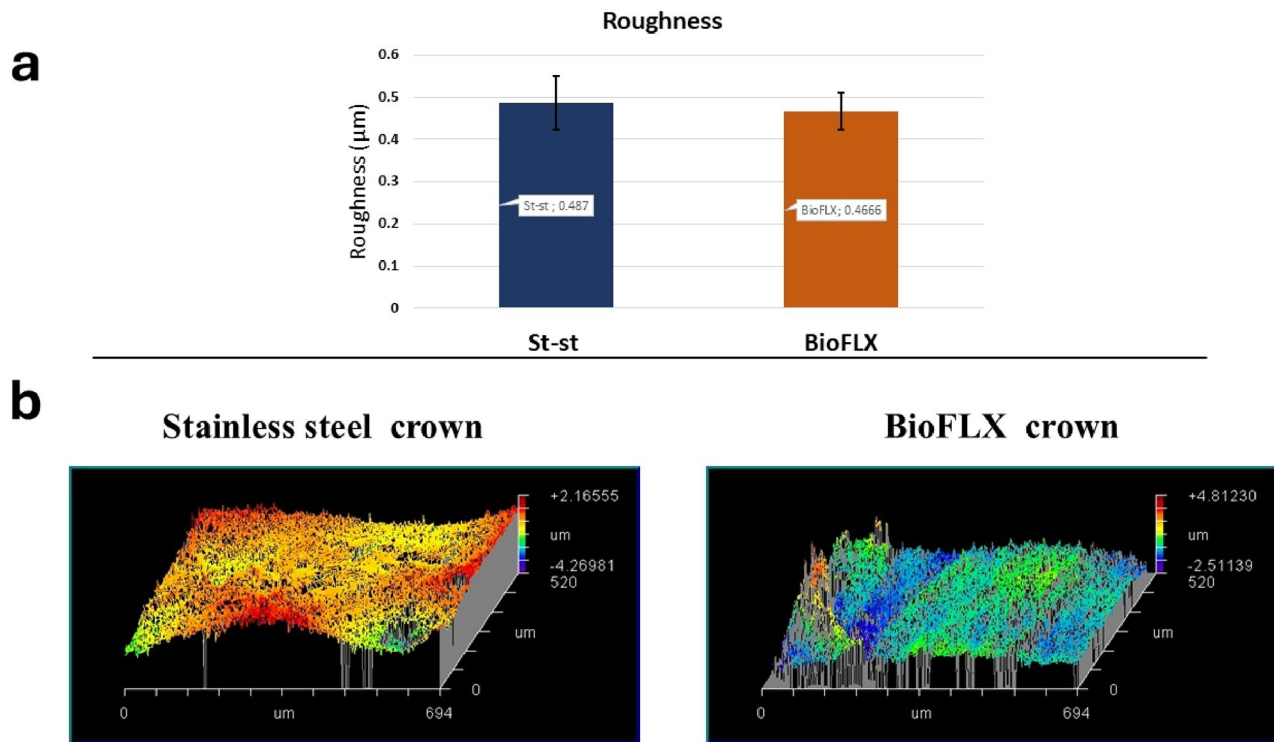 a
Roughness
Roughness (µm)
0.6
0.5
0.4
0.3
0.2
0.1
0
St-st ; 0.487
BioFLX; 0.4666
St-st
BioFLX
b
Stainless steel crown
+2.16555
um
-4.26981
520
um
0
0
um
694
BioFLX crown
+4.81230
um
-2.51139
520
um
0
0
um
694